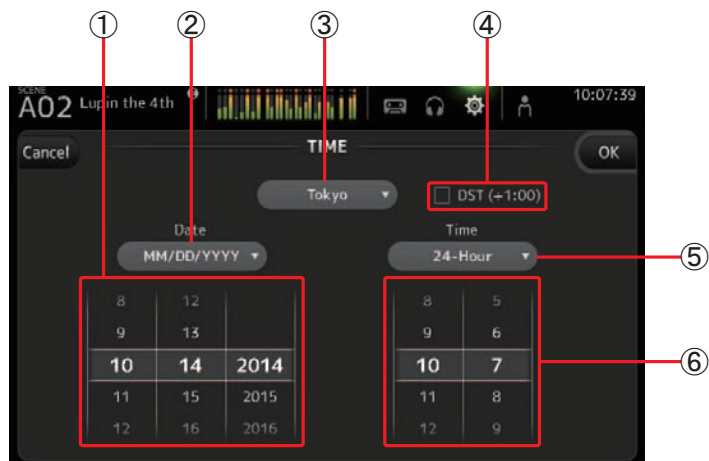 ① ② ③ ④
SCENE
A02 Lupin the 4th 10:07:39
Cancel TIME OK
Tokyo ▼ DST (+1:00)
Date Time
MM/DD/YYYY ▼ 24-Hour ▼ ⑤
8 12 8 5
9 13 9 6
10 14 2014 10 7 ⑥
11 15 2015 11 8
12 16 2016 12 9